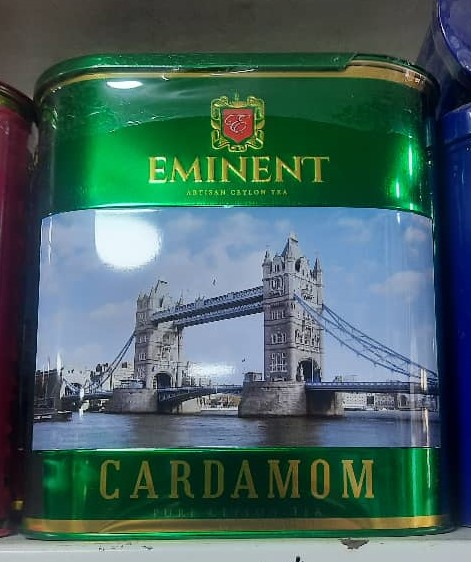 EMINENT
ARTISAN CEYLON TEA
CARDAMOM
PURE CEYLON TEA